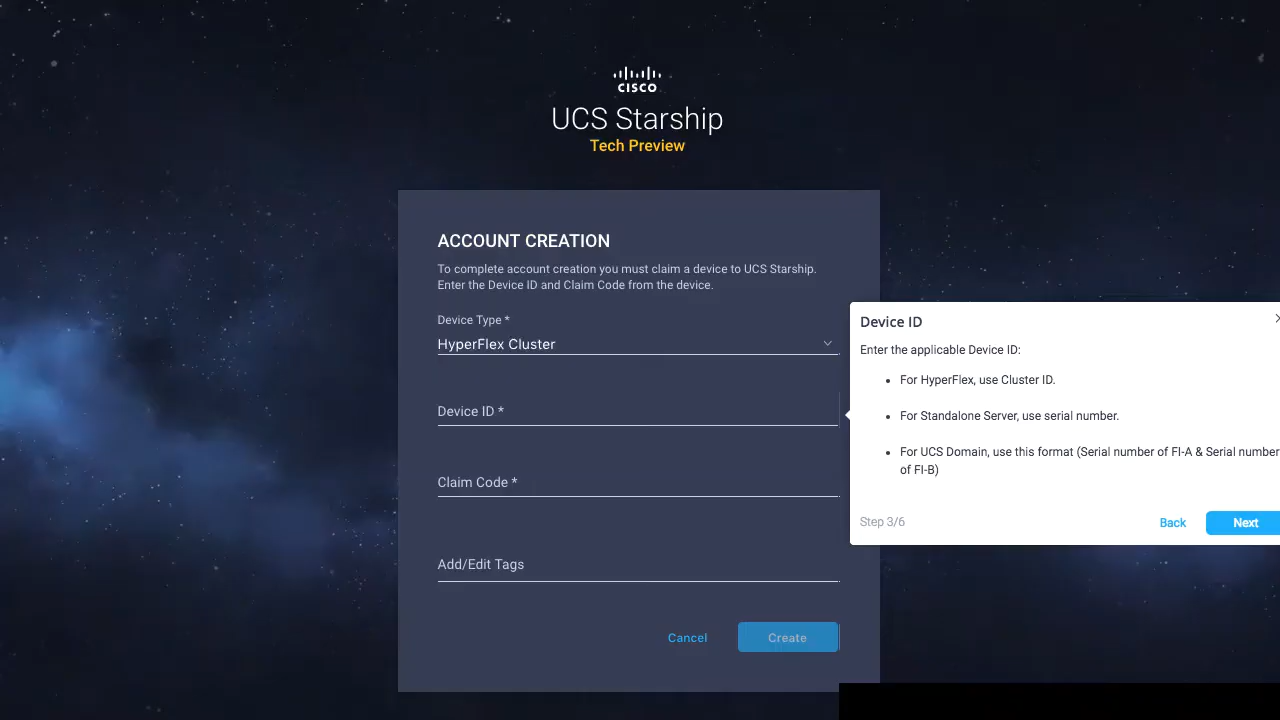 CISCO
UCS Starship
Tech Preview
ACCOUNT CREATION
To complete account creation you must claim a device to UCS Starship.
Enter the Device ID and Claim Code from the device.
Device Type *
HyperFlex Cluster
Device ID *
Claim Code *
Add/Edit Tags
Cancel
Create
Device ID
Enter the applicable Device ID:
• For HyperFlex, use Cluster ID.
• For Standalone Server, use serial number.
• For UCS Domain, use this format (Serial number of FI-A & Serial number
of FI-B)
Step 3/6
Back
Next